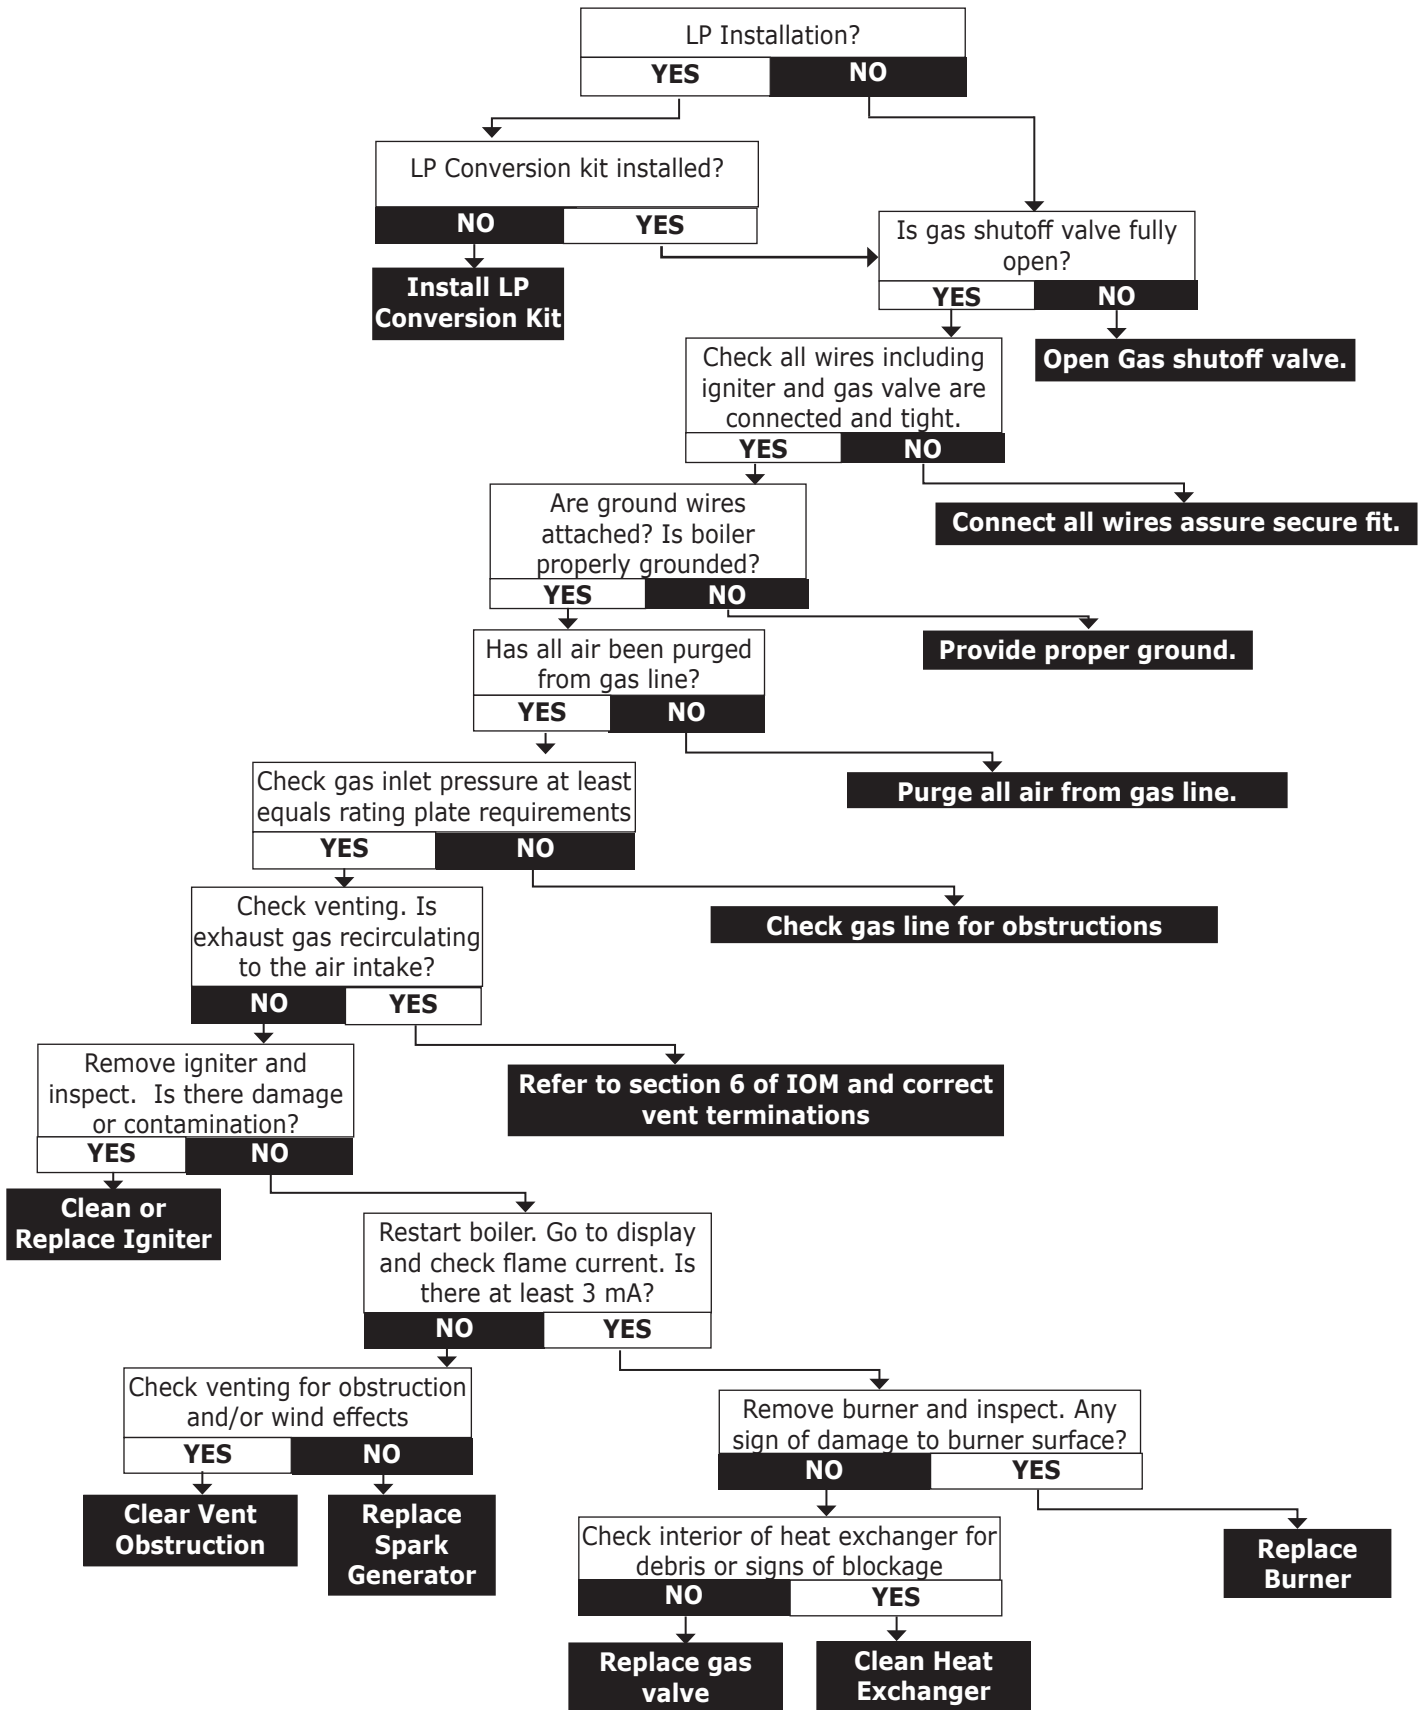 LP Installation?
YES
NO
LP Conversion kit installed?
NO
YES
Install LP
Conversion Kit
Is gas shutoff valve fully
open?
YES
NO
Open Gas shutoff valve.
Check all wires including
igniter and gas valve are
connected and tight.
YES
NO
Connect all wires assure secure fit.
Are ground wires
attached? Is boiler
properly grounded?
YES
NO
Provide proper ground.
Has all air been purged
from gas line?
YES
NO
Purge all air from gas line.
Check gas inlet pressure at least
equals rating plate requirements
YES
NO
Check gas line for obstructions
Check venting. Is
exhaust gas recirculating
to the air intake?
NO
YES
Refer to section 6 of IOM and correct
vent terminations
Remove igniter and
inspect.  Is there damage
or contamination?
YES
NO
Clean or
Replace Igniter
Restart boiler. Go to display
and check flame current. Is
there at least 3 mA?
NO
YES
Check venting for obstruction
and/or wind effects
YES
NO
Clear Vent
Obstruction
Replace
Spark
Generator
Remove burner and inspect. Any
sign of damage to burner surface?
NO
YES
Replace
Burner
Check interior of heat exchanger for
debris or signs of blockage
NO
YES
Replace gas
valve
Clean Heat
Exchanger